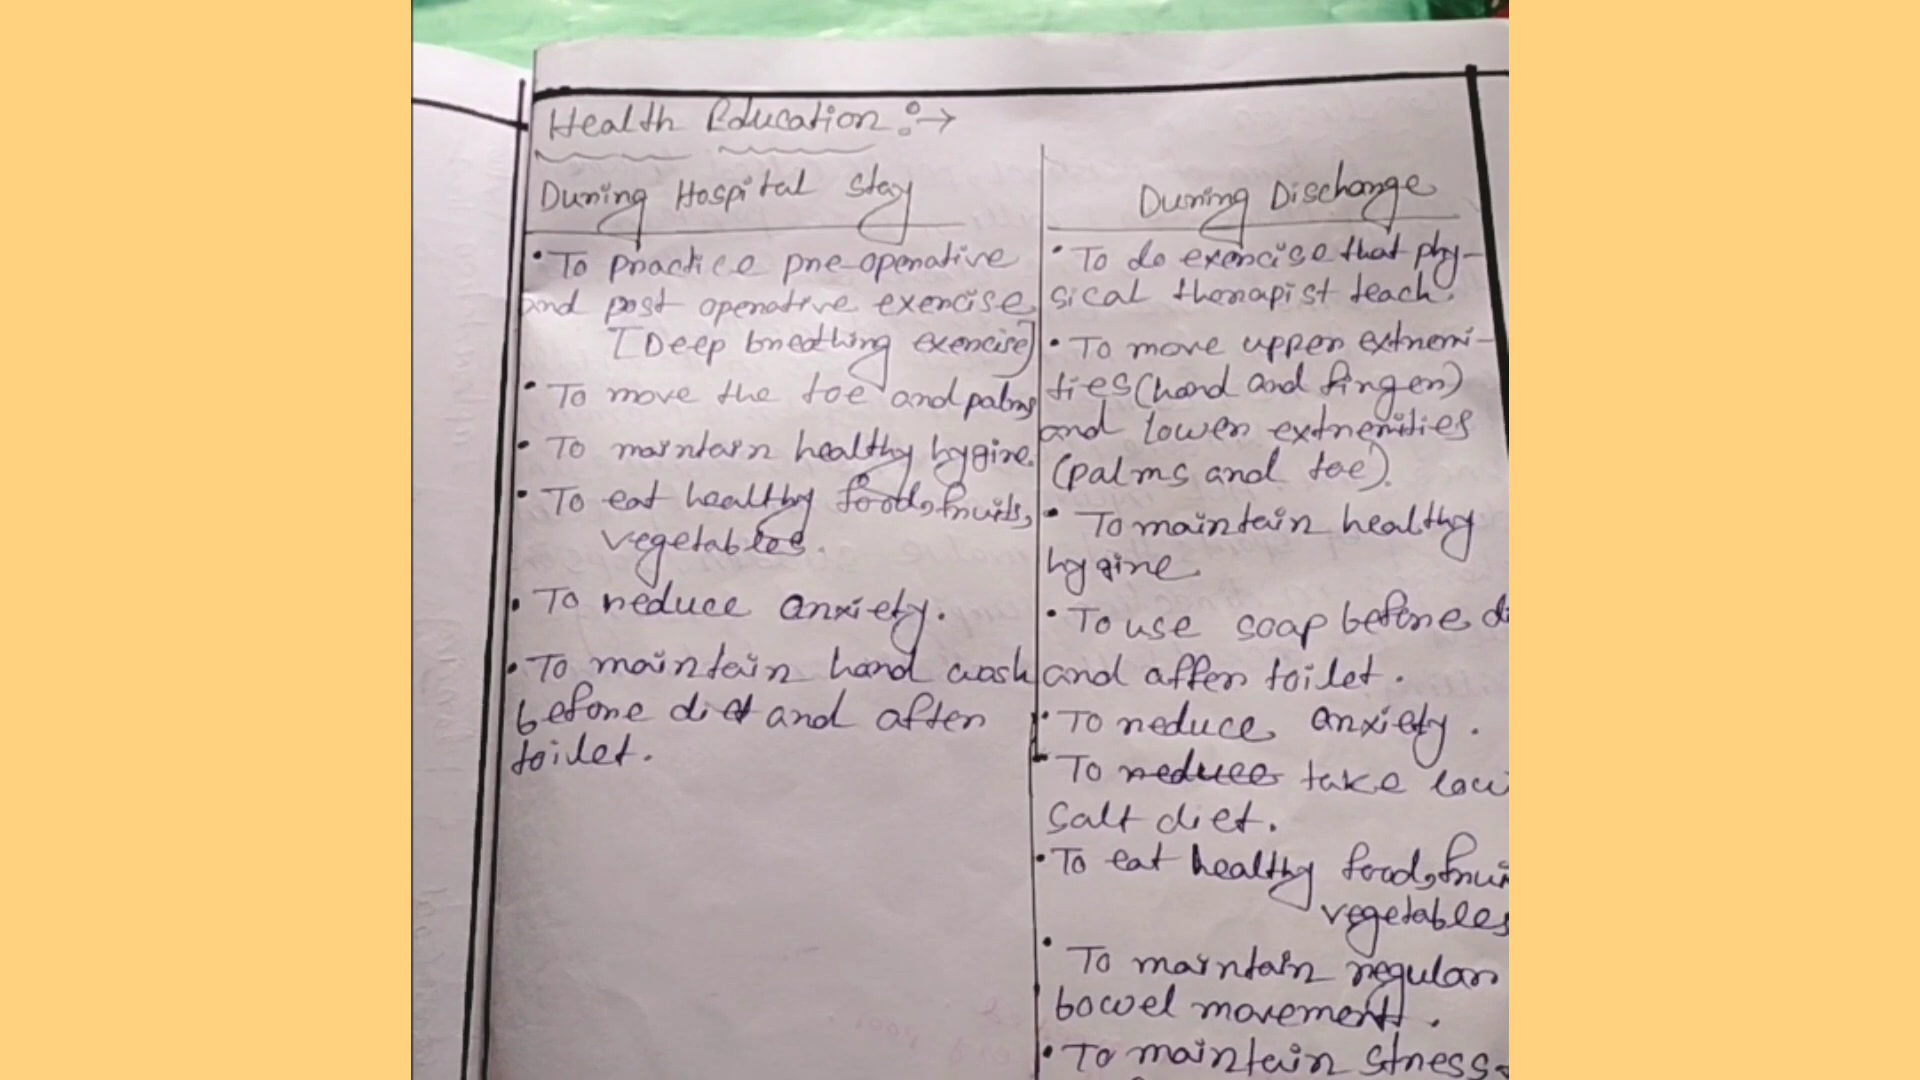 Health Education :→
During Hospital stay
• To practice pre-operative
and post operative exercise
[Deep breathing exercise]
• To move the toe and palms
• To maintain healthy hygine.
• To eat healthy food, fruits,
vegetables.
• To reduce anxiety.
• To maintain hand wash
before diet and after
toilet.
During Discharge
• To do exercise that phy-
sical therapist teach.
• To move upper extremi-
ties (hand and finger)
and lower extremities
(palms and toe).
• To maintain healthy
hygine
• To use soap before
and after toilet.
• To reduce anxiety.
• To reduce take low
salt diet.
• To eat healthy food,
vegetables
• To maintain regular
bowel movement.
• To maintain stress